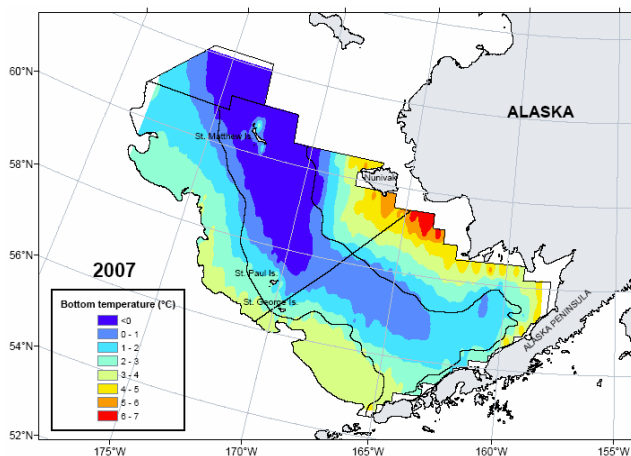 60°N
58°N
56°N
54°N
52°N
ALASKA
St. Matthew Is.
Nunivak
2007
St. Paul Is.
St. George Is.
ALASKA PENINSULA
Bottom temperature (°C)
<0
0 - 1
1 - 2
2 - 3
3 - 4
4 - 5
5 - 6
6 - 7
175°W
170°W
165°W
160°W
155°W